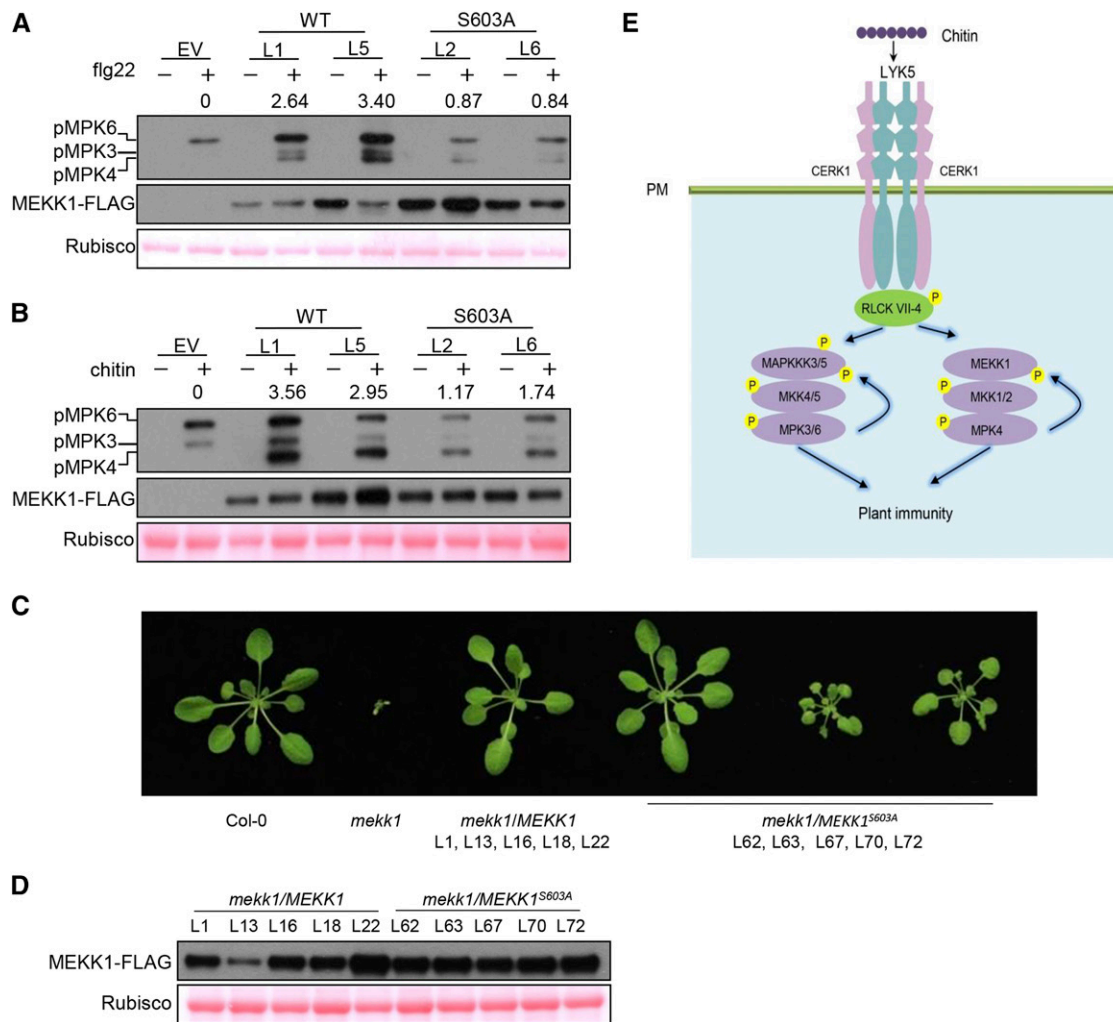 A
WT S603A
EV L1 L5 L2 L6
flg22 – + – + – + – + – +
0 2.64 3.40 0.87 0.84
pMPK6
pMPK3
pMPK4
MEKK1-FLAG
Rubisco
B
WT S603A
EV L1 L5 L2 L6
chitin – + – + – + – + – +
0 3.56 2.95 1.17 1.74
pMPK6
pMPK3
pMPK4
MEKK1-FLAG
Rubisco
C
Col-0 mekk1 mekk1/MEKK1 mekk1/MEKK1S603A
L1, L13, L16, L18, L22 L62, L63, L67, L70, L72
D
mekk1/MEKK1 mekk1/MEKK1S603A
L1 L13 L16 L18 L22 L62 L63 L67 L70 L72
MEKK1-FLAG
Rubisco
E
Chitin
LYK5
CERK1 CERK1
PM
P
RLCK VII-4
P
MAPKKK3/5 MEKK1
P P
P MKK4/5 P MKK1/2
P MPK3/6 P MPK4
Plant immunity